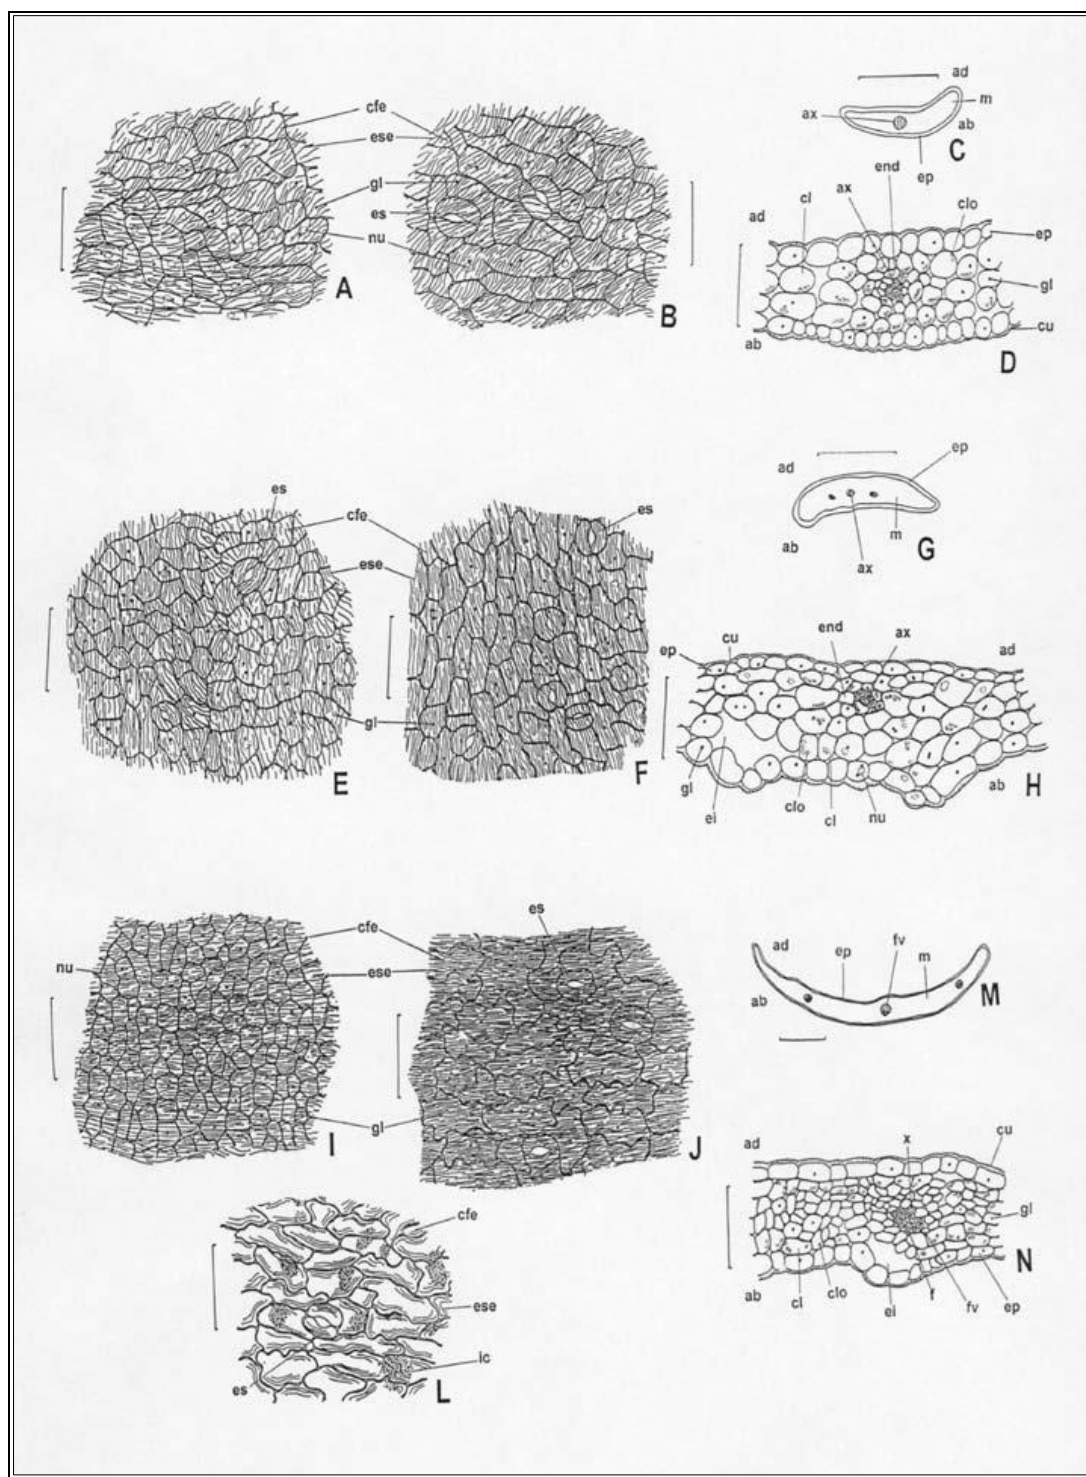 cfe
ese
gl
es
nu
A
B
ad
m
ax
ab
C
ep
end
ax
clo
cl
ad
ep
gl
cu
ab
D
es
cfe
es
ese
gl
E
F
ep
ad
ab
m
G
ax
end
ax
cu
ad
ep
gl
H
ab
ei
clo
nu
cl
es
cfe
nu
ese
gl
I
J
ad
ep
fv
m
ab
M
x
cu
ad
gl
N
ab
cl
clo
ei
f
fv
ep
cfe
ese
ic
es
L